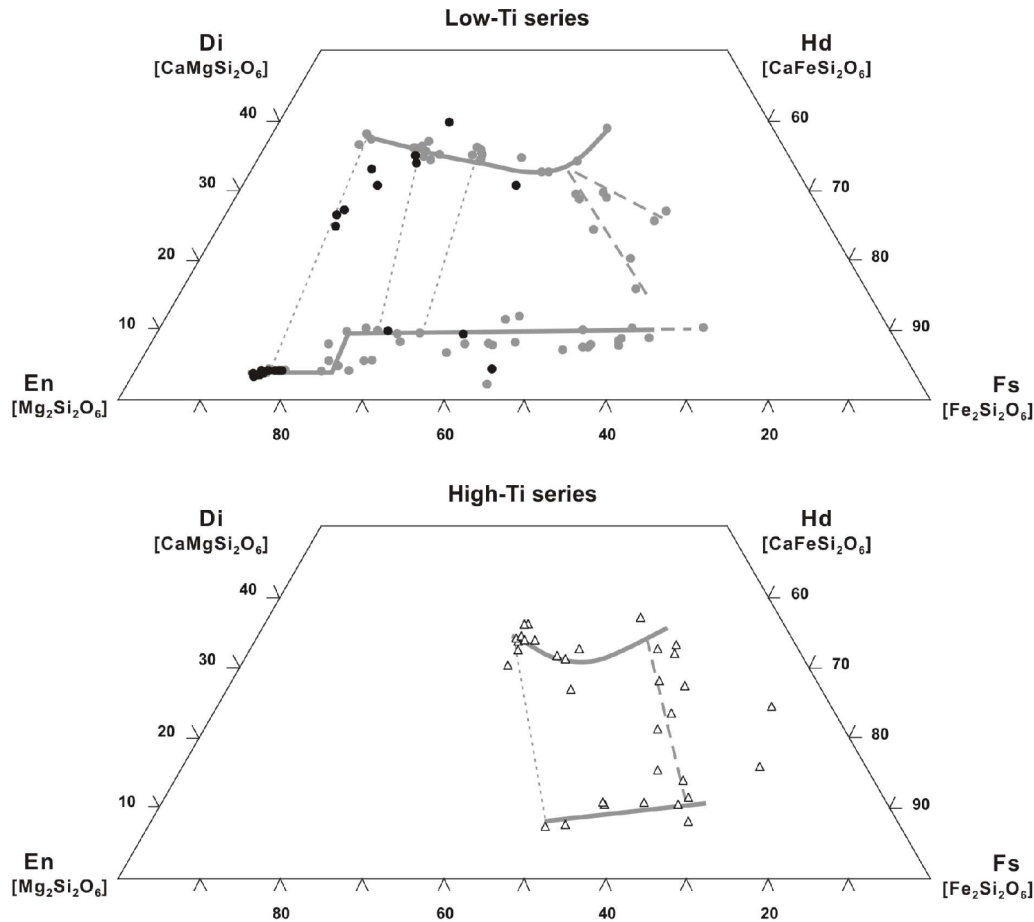 Low-Ti series
Di
[CaMgSi₂O₆]
Hd
[CaFeSi₂O₆]
40
60
30
70
20
80
10
90
En
[Mg₂Si₂O₆]
Fs
[Fe₂Si₂O₆]
80
60
40
20
High-Ti series
Di
[CaMgSi₂O₆]
Hd
[CaFeSi₂O₆]
40
60
30
70
20
80
10
90
En
[Mg₂Si₂O₆]
Fs
[Fe₂Si₂O₆]
80
60
40
20